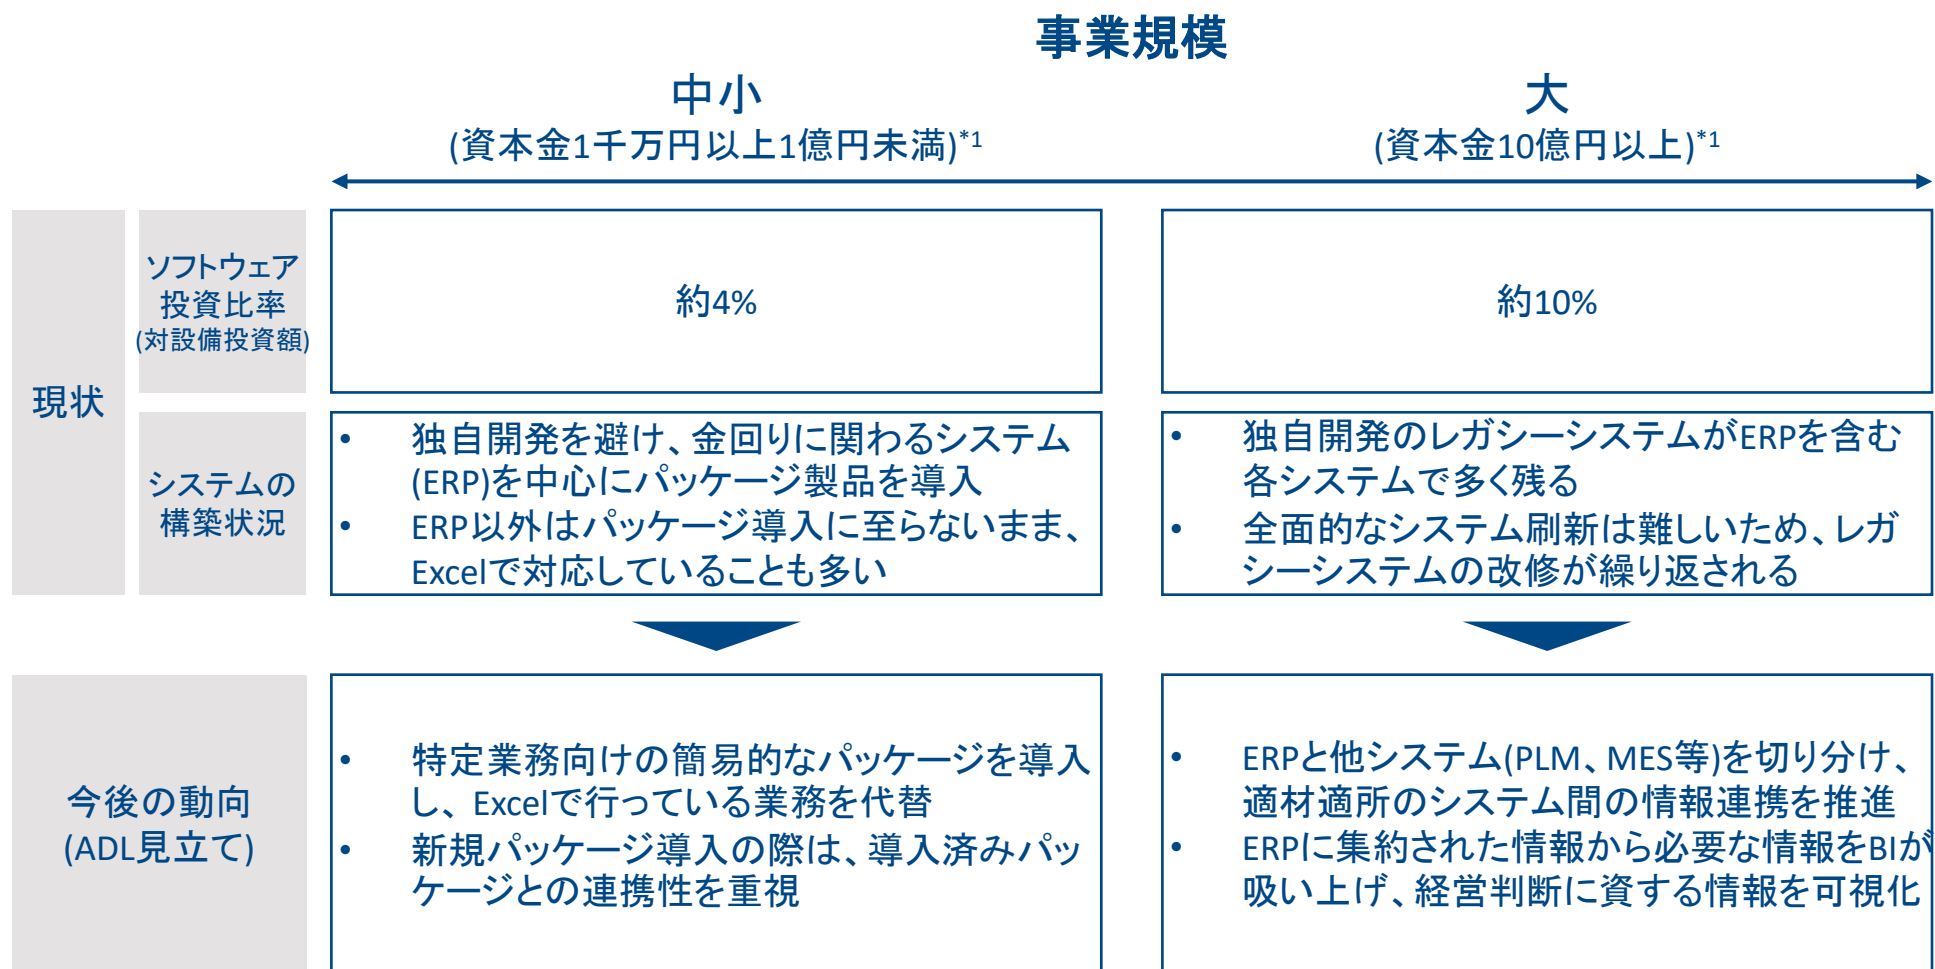 事業規模
中小
(資本金1千万円以上1億円未満)*1
大
(資本金10億円以上)*1
現状
ソフトウェア
投資比率
(対設備投資額)
約4%
約10%
システムの
構築状況
• 独自開発を避け、金回りに関わるシステム
(ERP)を中心にパッケージ製品を導入
• ERP以外はパッケージ導入に至らないまま、
Excelで対応していることも多い
• 独自開発のレガシーシステムがERPを含む
各システムで多く残る
• 全面的なシステム刷新は難しいため、レガ
シーシステムの改修が繰り返される
今後の動向
(ADL見立て)
• 特定業務向けの簡易的なパッケージを導入
し、Excelで行っている業務を代替
• 新規パッケージ導入の際は、導入済みパッ
ケージとの連携性を重視
• ERPと他システム(PLM、MES等)を切り分け、
適材適所のシステム間の情報連携を推進
• ERPに集約された情報から必要な情報をBIが
吸い上げ、経営判断に資する情報を可視化